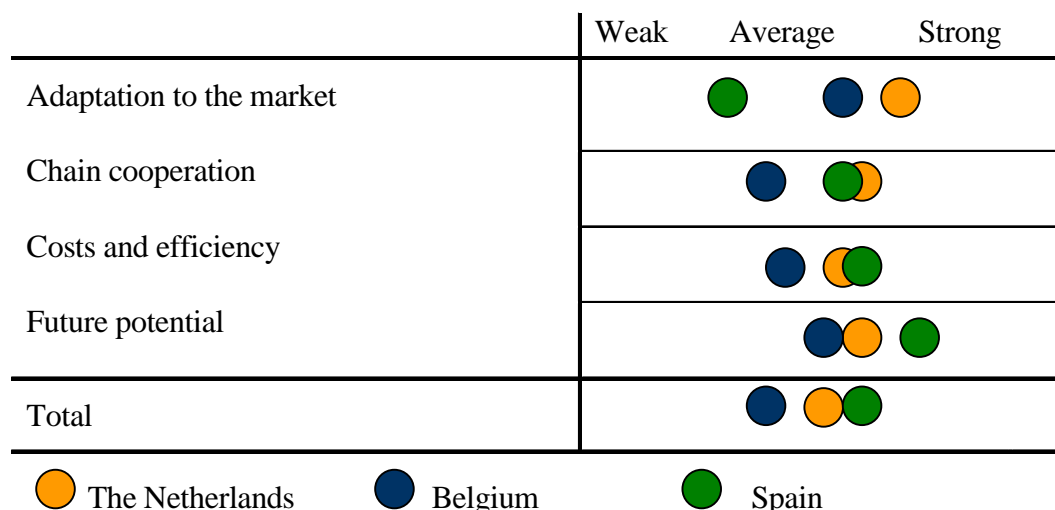 Weak Average Strong
Adaptation to the market
Chain cooperation
Costs and efficiency
Future potential
Total
The Netherlands Belgium Spain